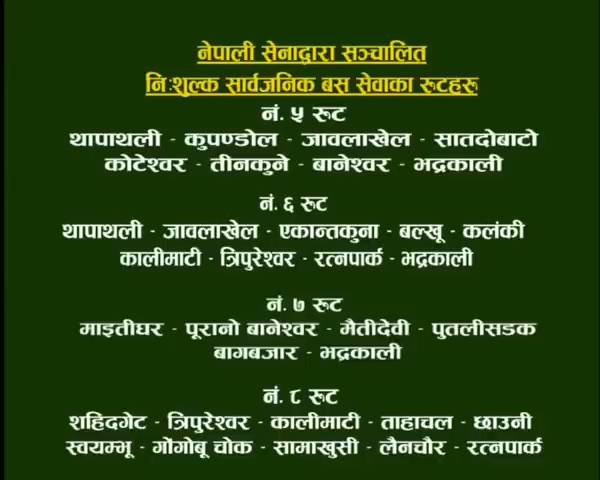 नेपाली सेनाद्वारा सञ्चालित
नि:शुल्क सार्वजनिक बस सेवाका रुटहरु
नं. ५ रुट
थापाथली - कुपण्डोल - जावलाखेल - सातदोबाटो
कोटेश्वर - तीनकुने - बानेश्वर - भद्रकाली
नं. ६ रुट
थापाथली - जावलाखेल - एकान्तकुना - बल्खू - कलंकी
कालीमाटी - त्रिपुरेश्वर - रत्नपार्क - भद्रकाली
नं. ७ रुट
माइतीघर - पूरानो बानेश्वर - मैतीदेवी - पुतलीसडक
बागबजार - भद्रकाली
नं. ८ रुट
शहिदगेट - त्रिपुरेश्वर - कालीमाटी - ताहाचल - छाउनी
स्वयम्भू - गोंगोबू चोक - सामाखुसी - लैनचौर - रत्नपार्क